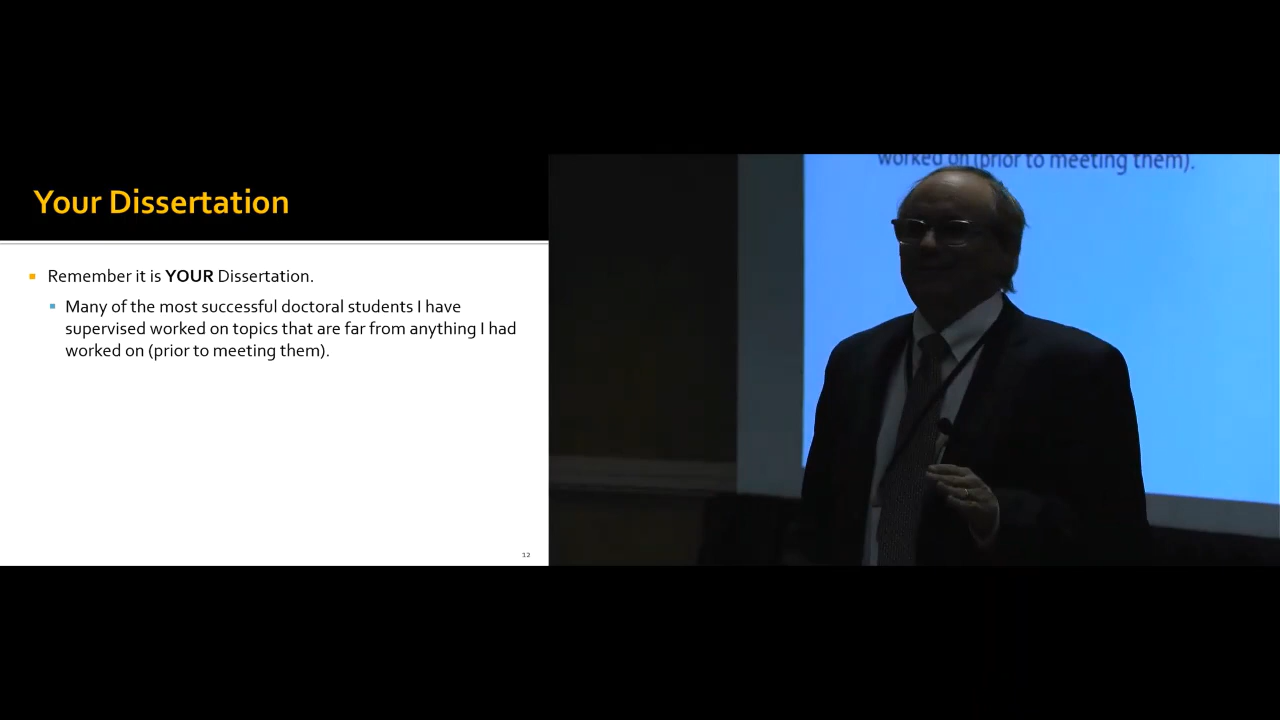 Your Dissertation
Remember it is YOUR Dissertation.
Many of the most successful doctoral students I have
supervised worked on topics that are far from anything I had
worked on (prior to meeting them).
12
worked on (prior to meeting them).